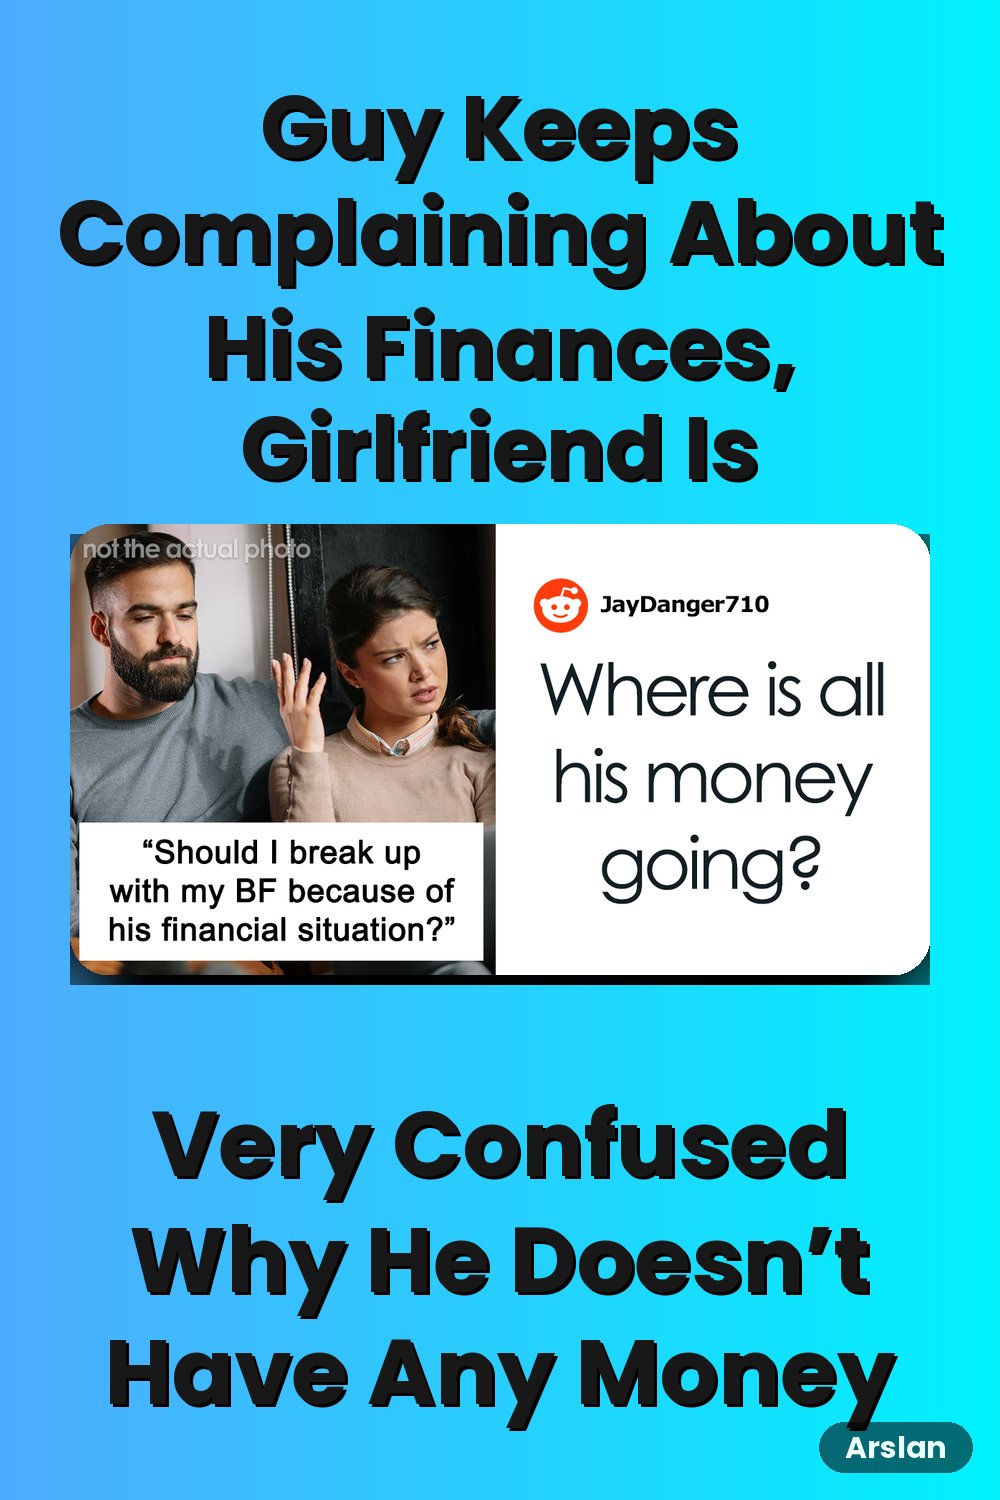 Guy Keeps
Complaining About
His Finances,
Girlfriend Is
not the actual photo
“Should I break up
with my BF because of
his financial situation?”
JayDanger710
Where is all
his money
going?
Very Confused
Why He Doesn’t
Have Any Money
Arslan